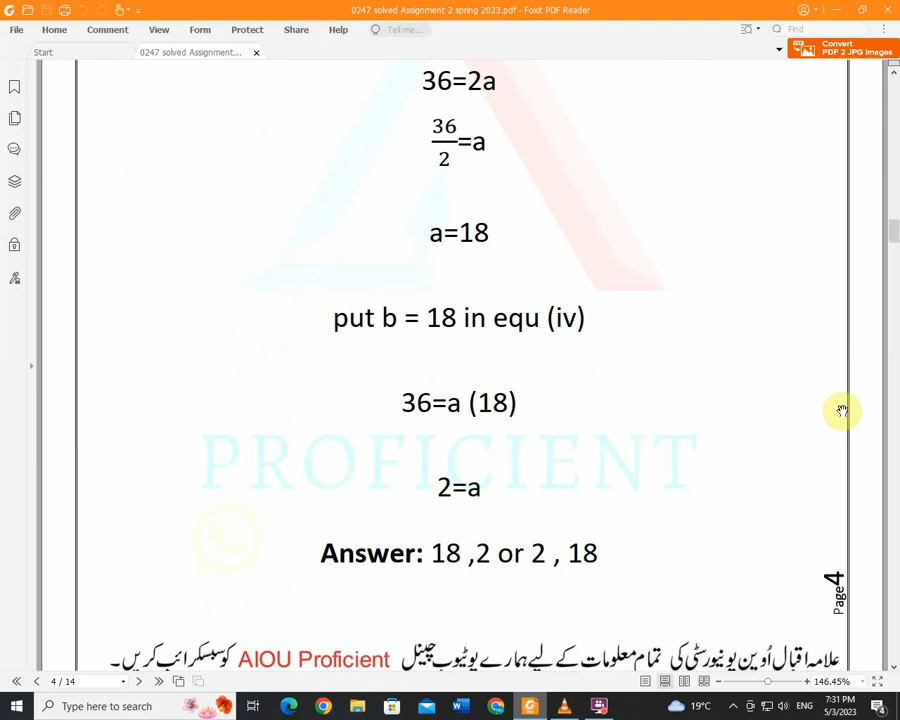 0247 solved Assignment 2 spring 2023.pdf - Foxit PDF Reader
File Home Comment View Form Protect Share Help Tell me... Find
Start 0247 solved Assignment... Convert
PDF 2 JPG Images
36=2a
36
2
=a
a=18
put b = 18 in equ (iv)
36=a (18)
PROFICIENT
2=a
Answer: 18 ,2 or 2 , 18
Page4
علامہ اقبال اُوپن یونیورسٹی کی تمام معلومات کے لیے ہمارے یوٹیوب چینل AIOU Proficient کو سبسکرائب کریں۔
4 / 14 146.45%
Type here to search 19°C ENG 7:31 PM
5/3/2023 4